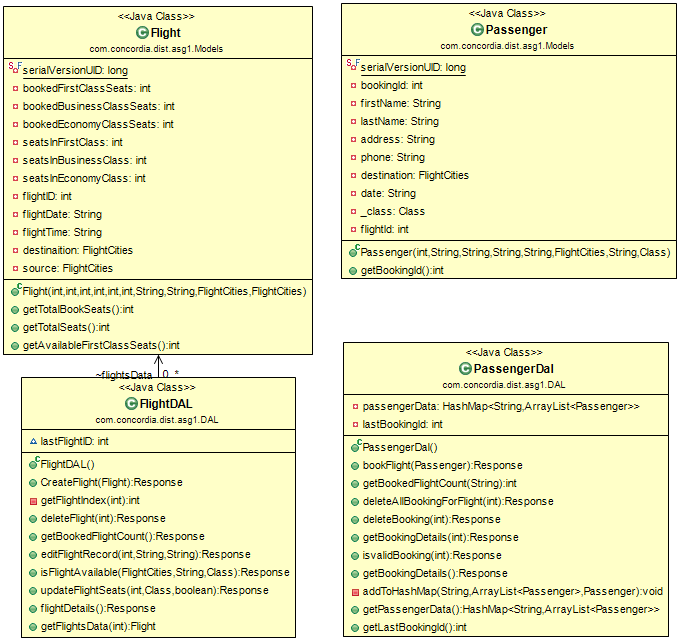 <<Java Class>>
Flight
com.concordia.dist.asg1.Models
serialVersionUID: long
bookedFirstClassSeats: int
bookedBusinessClassSeats: int
bookedEconomyClassSeats: int
seatsInFirstClass: int
seatsInBusinessClass: int
seatsInEconomyClass: int
flightID: int
flightDate: String
flightTime: String
destinaition: FlightCities
source: FlightCities
Flight(int,int,int,int,int,int,String,String,FlightCities,FlightCities)
getTotalBookSeats():int
getTotalSeats():int
getAvailableFirstClassSeats():int
<<Java Class>>
Passenger
com.concordia.dist.asg1.Models
serialVersionUID: long
bookingId: int
firstName: String
lastName: String
address: String
phone: String
destination: FlightCities
date: String
_class: Class
flightId: int
Passenger(int,String,String,String,String,FlightCities,String,Class)
getBookingId():int
~flightsData 0..*
<<Java Class>>
FlightDAL
com.concordia.dist.asg1.DAL
lastFlightID: int
FlightDAL()
CreateFlight(Flight):Response
getFlightIndex(int):int
deleteFlight(int):Response
getBookedFlightCount():Response
editFlightRecord(int,String,String):Response
isFlightAvailable(FlightCities,String,Class):Response
updateFlightSeats(int,Class,boolean):Response
flightDetails():Response
getFlightsData(int):Flight
<<Java Class>>
PassengerDal
com.concordia.dist.asg1.DAL
passengerData: HashMap<String,ArrayList<Passenger>>
lastBookingId: int
PassengerDal()
bookFlight(Passenger):Response
getBookedFlightCount(String):int
deleteAllBookingForFlight(int):Response
deleteBooking(int):Response
getBookingDetails(int):Response
isvalidBooking(int):Response
getBookingDetails():Response
addToHashMap(String,ArrayList<Passenger>,Passenger):void
getPassengerData():HashMap<String,ArrayList<Passenger>>
getLastBookingId():int